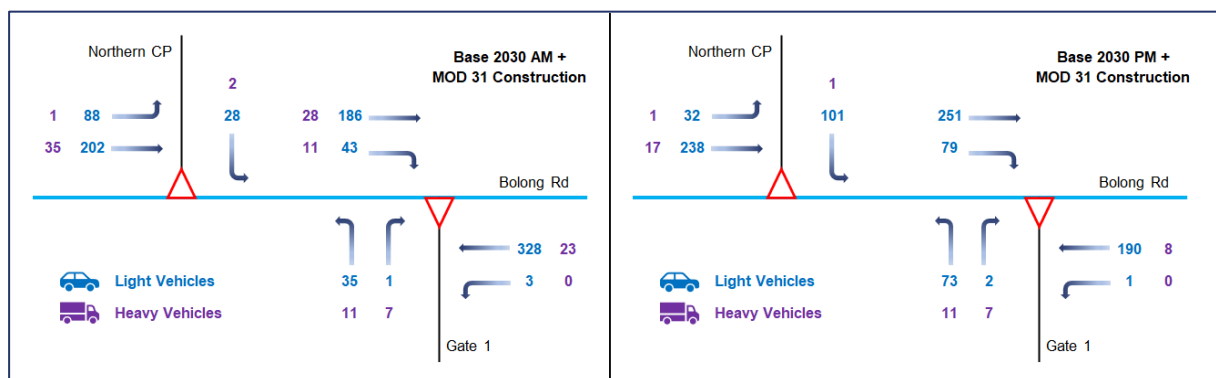 Northern CP
Base 2030 AM +
MOD 31 Construction
2
1 88 28 28 186
35 202 11 43
Bolong Rd
328 23
Light Vehicles 35 1 3 0
Heavy Vehicles 11 7
Gate 1
Northern CP
Base 2030 PM +
MOD 31 Construction
1
1 32 101 251
17 238 79
Bolong Rd
190 8
Light Vehicles 73 2 1 0
Heavy Vehicles 11 7
Gate 1